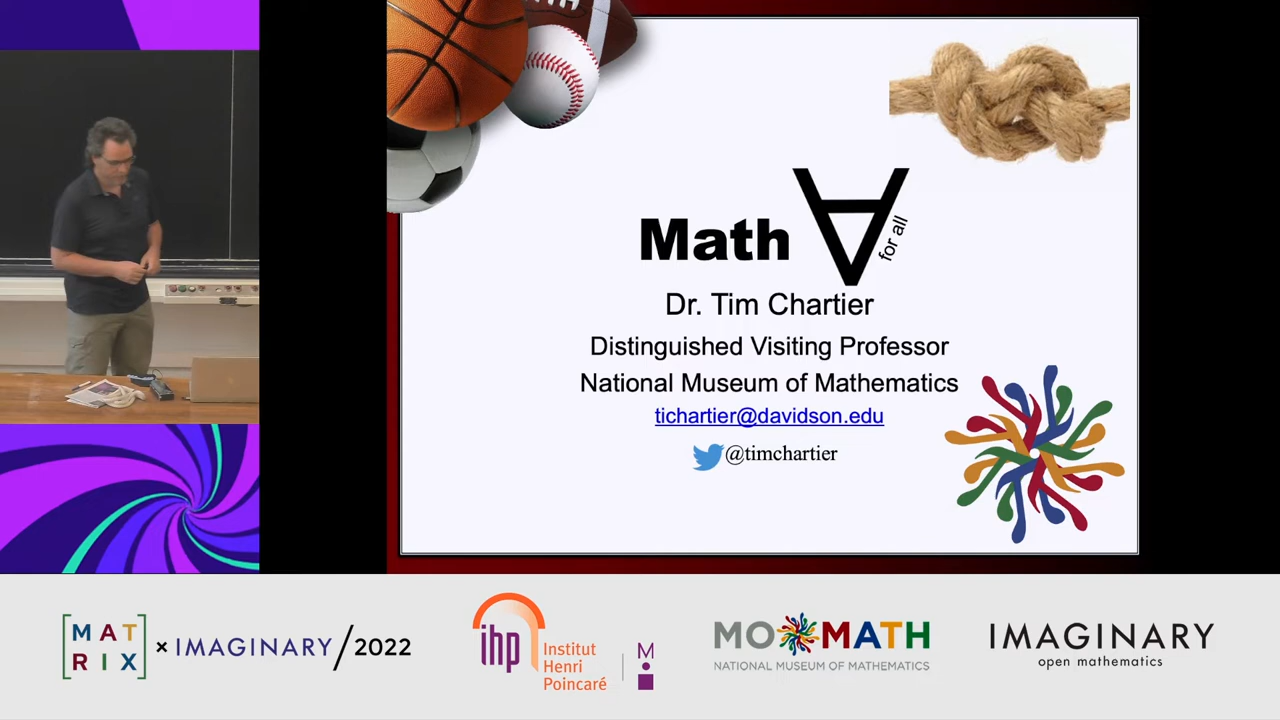 Math ∀
for all
Dr. Tim Chartier
Distinguished Visiting Professor
National Museum of Mathematics
tichartier@davidson.edu
@timchartier
[MAT
RIX] × IMAGINARY / 2022
ihp
Institut
Henri
Poincaré
M
MOMATH
NATIONAL MUSEUM OF MATHEMATICS
IMAGINARY
open mathematics